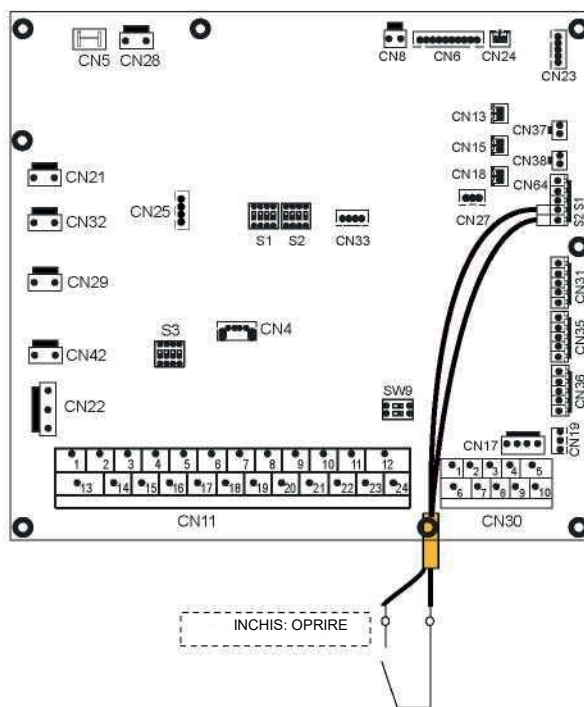 CN5
CN28
CN8
CN6
CN24
CN23
CN13
CN37
CN15
CN38
CN18
CN64
CN21
CN25
CN27
S2 S1
CN32
S1
S2
CN33
CN29
CN31
S3
CN4
CN35
CN42
CN22
SW9
CN36
CN17
CN19
1 2 3 4 5 6 7 8 9 10 11 12
13 14 15 16 17 18 19 20 21 22 23 24
1 2 3 4 5
6 7 8 9 10
CN11
CN30
INCHIS: OPRIRE